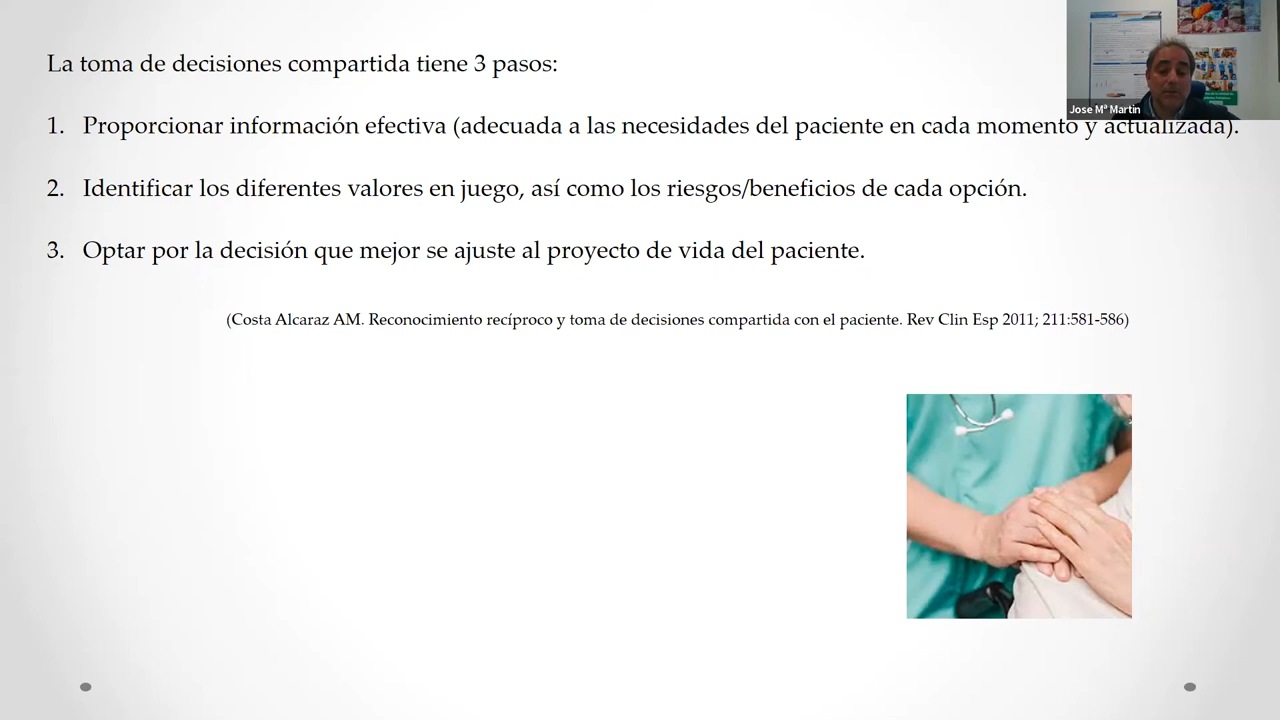 La toma de decisiones compartida tiene 3 pasos:
Jose Mª Martin
1. Proporcionar información efectiva (adecuada a las necesidades del paciente en cada momento y actualizada).
2. Identificar los diferentes valores en juego, así como los riesgos/beneficios de cada opción.
3. Optar por la decisión que mejor se ajuste al proyecto de vida del paciente.
(Costa Alcaraz AM. Reconocimiento recíproco y toma de decisiones compartida con el paciente. Rev Clin Esp 2011; 211:581-586)